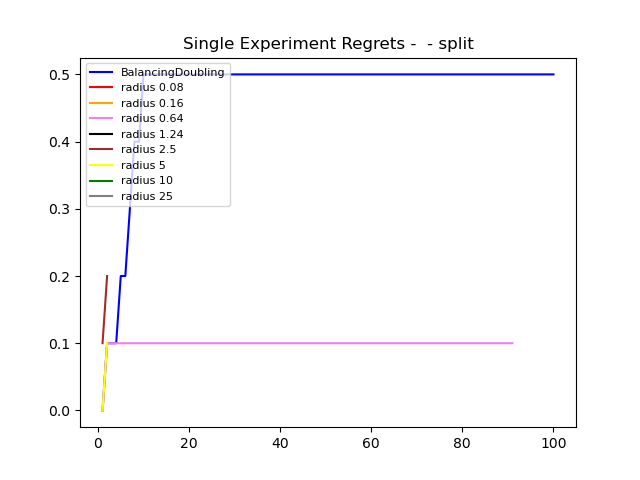 Single Experiment Regrets -  - split
0.5
0.4
0.3
0.2
0.1
0.0
BalancingDoubling
radius 0.08
radius 0.16
radius 0.64
radius 1.24
radius 2.5
radius 5
radius 10
radius 25
0
20
40
60
80
100